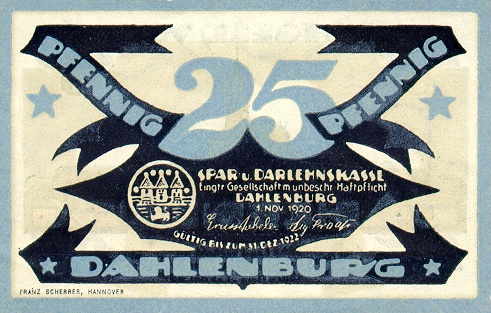 PFENNIG 25 PFENNIG
SPAR u. DARLEHNSKASSE
Eingtr Gesellschaft m unbeschr Haftpflicht
DAHLENBURG
1. NOV 1920
GÜLTIG BIS ZUM 31. DEZ. 1922
DAHLENBURG
FRANZ SCHERRER, HANNOVER